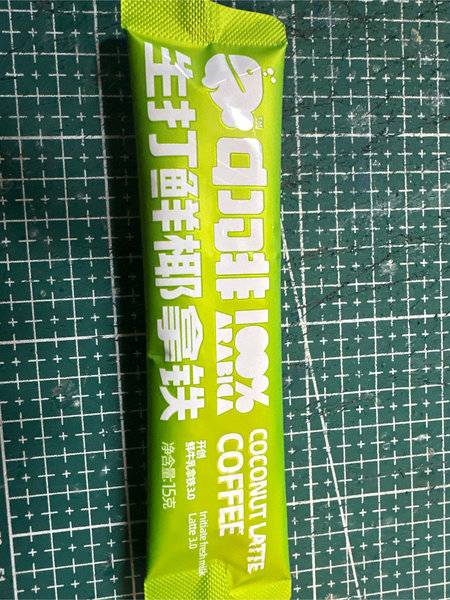 咖啡 100%
ARABICA
生打鲜椰拿铁
COCONUT LATTE
COFFEE
开创
鲜牛乳拿铁3.0
Initiate fresh milk
Latte 3.0
净含量:15克